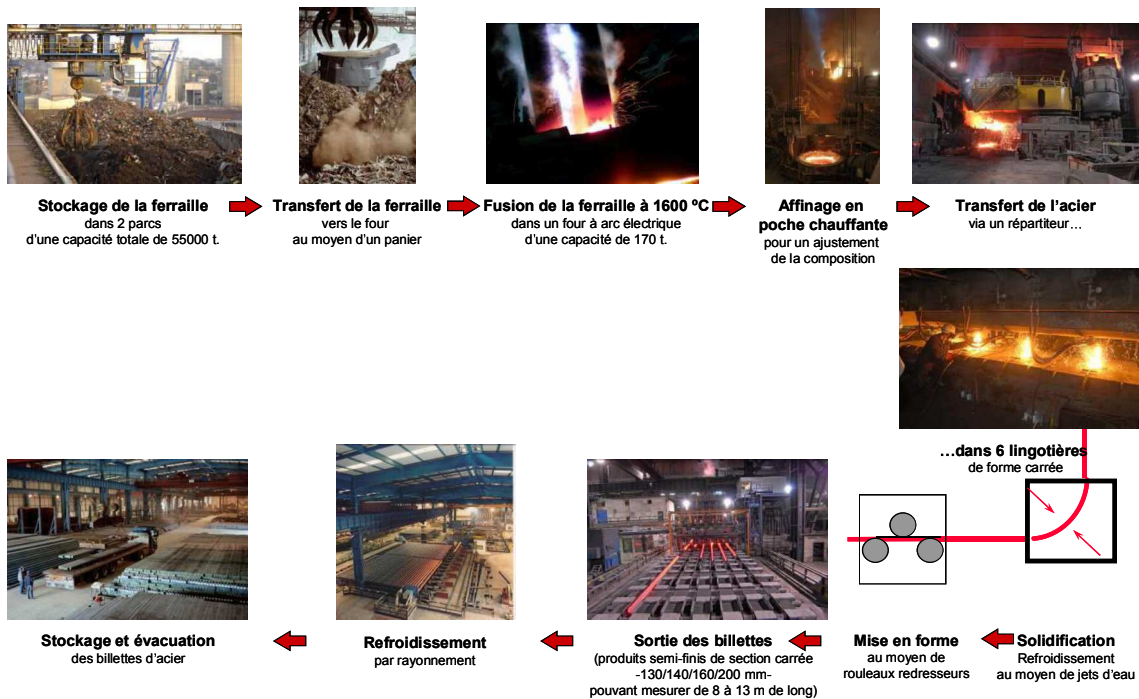 Stockage de la ferraille
dans 2 parcs
d'une capacité totale de 55000 t.
Transfert de la ferraille
vers le four
au moyen d'un panier
Fusion de la ferraille à 1600 ºC
dans un four à arc électrique
d'une capacité de 170 t.
Affinage en
poche chauffante
pour un ajustement
de la composition
Transfert de l'acier
via un répartiteur…
…dans 6 lingotières
de forme carrée
Solidification
Refroidissement
au moyen de jets d'eau
Mise en forme
au moyen de
rouleaux redresseurs
Sortie des billettes
(produits semi-finis de section carrée
-130/140/160/200 mm-
pouvant mesurer de 8 à 13 m de long)
Refroidissement
par rayonnement
Stockage et évacuation
des billettes d'acier